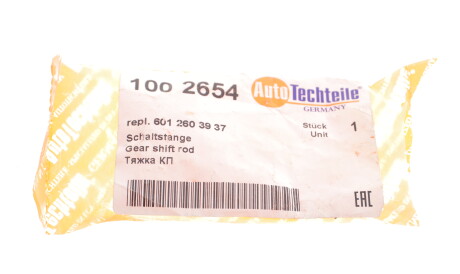 100 2654
AutoTechteile
GERMANY
repl. 601 260 39 37
Schaltstange
Gear shift rod
Тяжка КП
Stück
Unit
1
EAC